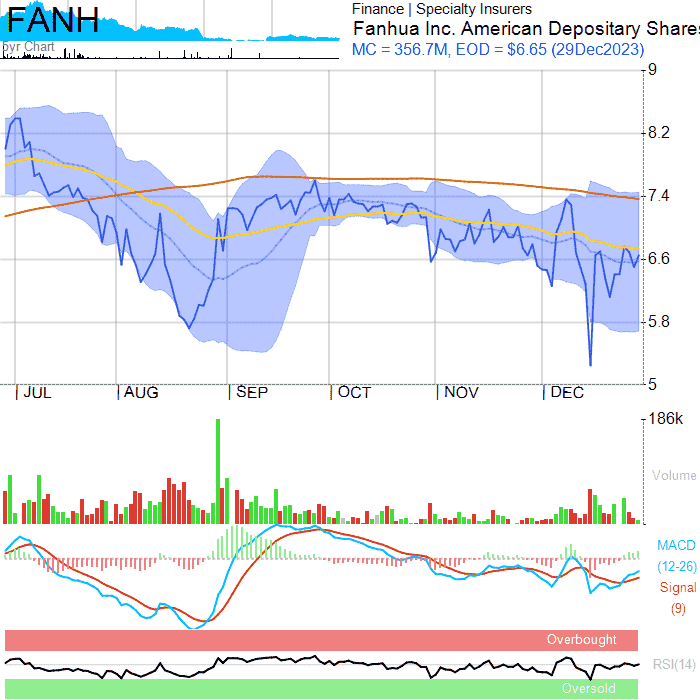 FANH
5yr Chart
Finance | Specialty Insurers
Fanhua Inc. American Depositary Shares
MC = 356.7M, EOD = $6.65 (29Dec2023)
9
8.2
7.4
6.6
5.8
5
JUL AUG SEP OCT NOV DEC
186k
Volume
MACD
(12-26)
Signal
(9)
Overbought
RSI(14)
Oversold